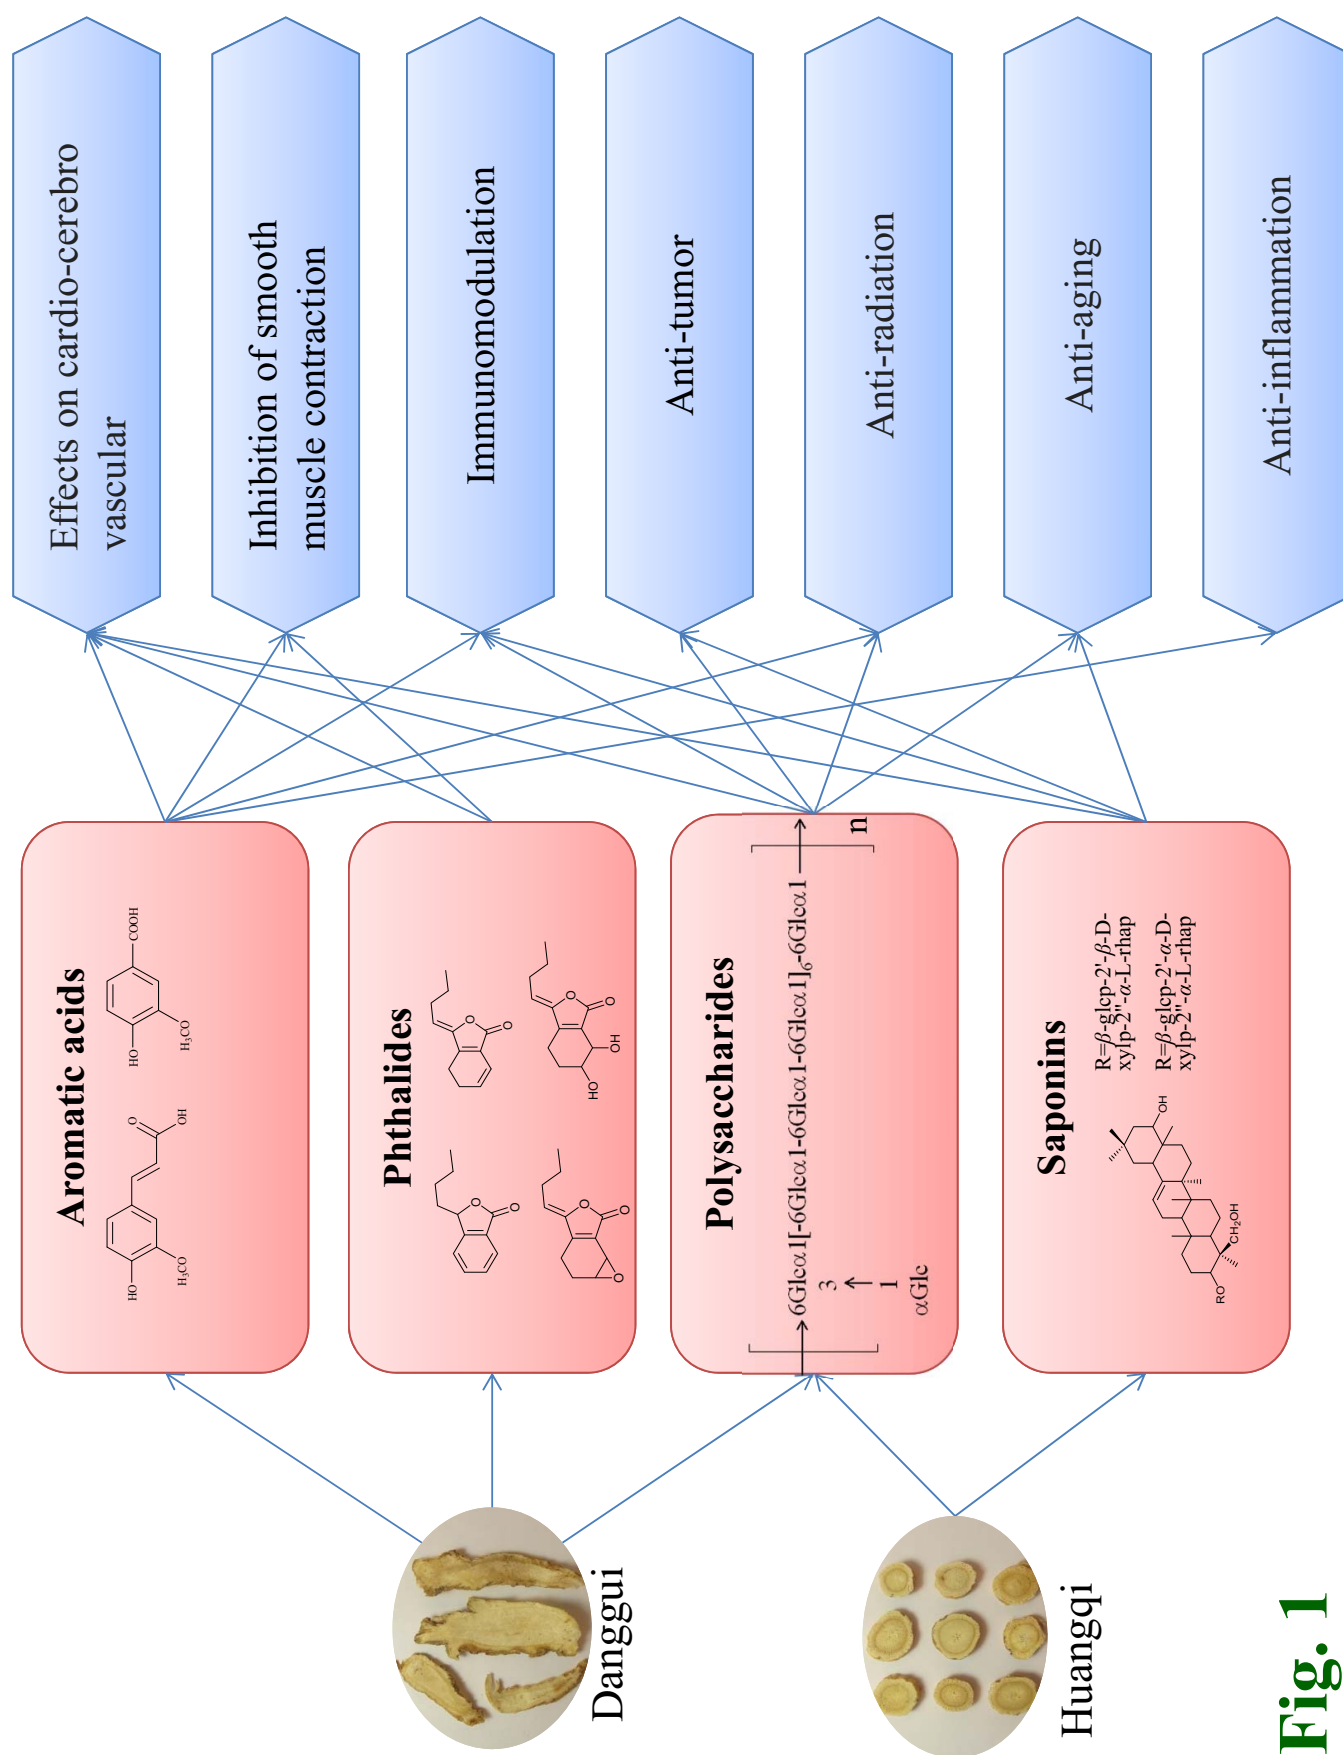 Danggui
Huangqi
Aromatic acids
HO
H₃CO
O
OH
HO
H₃CO
COOH
Phthalides
O
O
O
O
O
O
O
HO
OH
O
O
Polysaccharides
6Glcα1[-6Glcα1-6Glcα1-6Glcα1]₆-6Glcα1
n
3
1
αGlc
Saponins
RO
CH₂OH
OH
R=β-glcp-2'-β-D-
xylp-2''-α-L-rhap
R=β-glcp-2'-α-D-
xylp-2''-α-L-rhap
Effects on cardio-cerebro
vascular
Inhibition of smooth
muscle contraction
Immunomodulation
Anti-tumor
Anti-radiation
Anti-aging
Anti-inflammation
Fig. 1